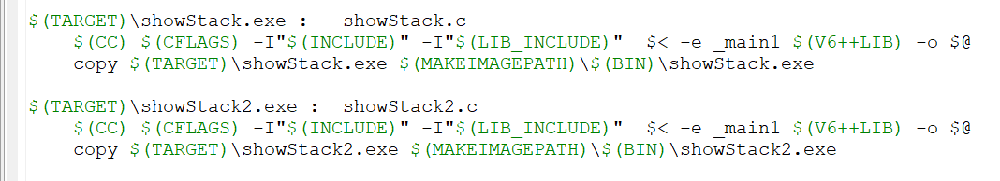 $(TARGET)\showStack.exe :   showStack.c
    $(CC) $(CFLAGS) -I"$(INCLUDE)" -I"$(LIB_INCLUDE)"  $< -e _main1 $(V6++LIB) -o $@
    copy $(TARGET)\showStack.exe $(MAKEIMAGEPATH)\$(BIN)\showStack.exe

$(TARGET)\showStack2.exe :  showStack2.c
    $(CC) $(CFLAGS) -I"$(INCLUDE)" -I"$(LIB_INCLUDE)"  $< -e _main1 $(V6++LIB) -o $@
    copy $(TARGET)\showStack2.exe $(MAKEIMAGEPATH)\$(BIN)\showStack2.exe